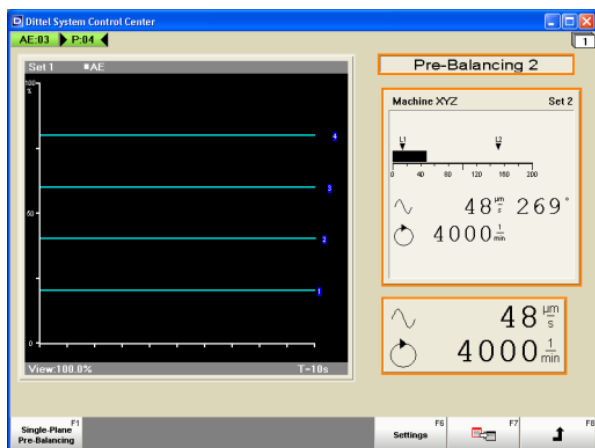 Dittel System Control Center
AE:03 P:04
1
Set 1 ■AE
100
%
50
0
4
3
2
1
View:100.0% T-10s
Pre-Balancing 2
Machine XYZ Set 2
L1 L2
0 40 80 120 160 200
48 µm/s 269°
4000 1/min
48 µm/s
4000 1/min
F1
Single-Plane
Pre-Balancing
F6
Settings
F7
F8